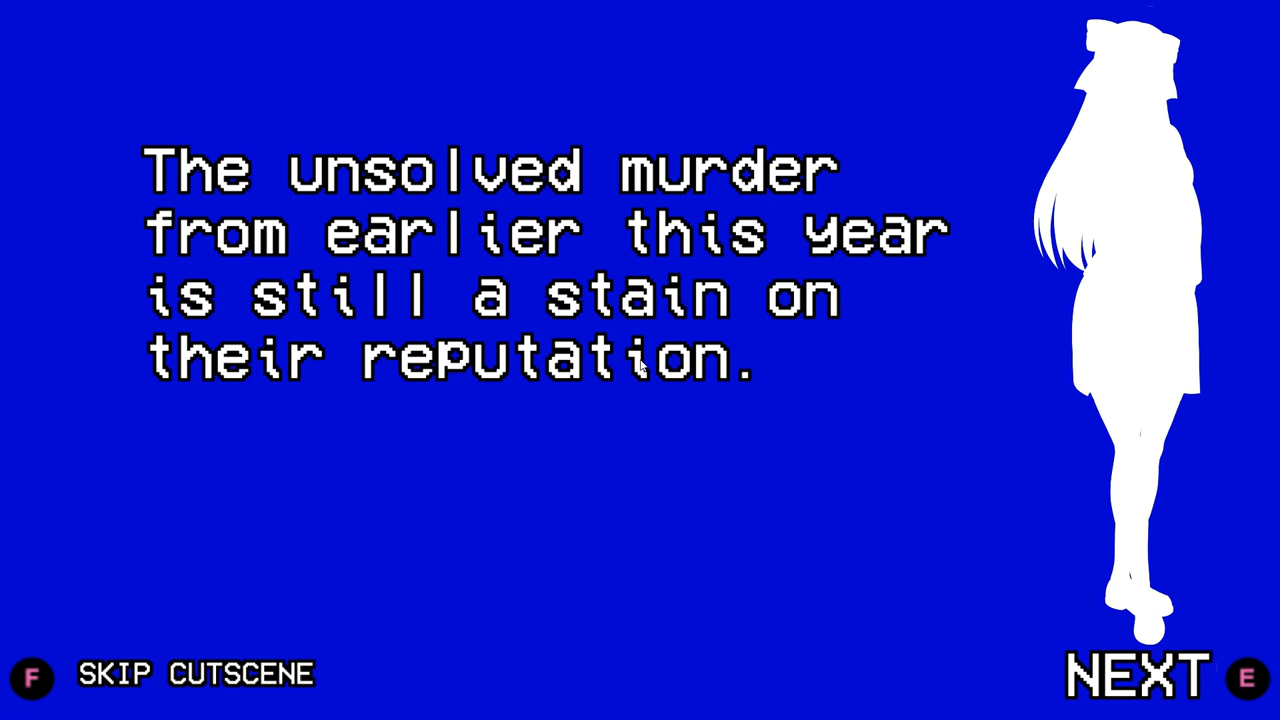 The unsolved murder
from earlier this year
is still a stain on
their reputation.
F SKIP CUTSCENE
NEXT E